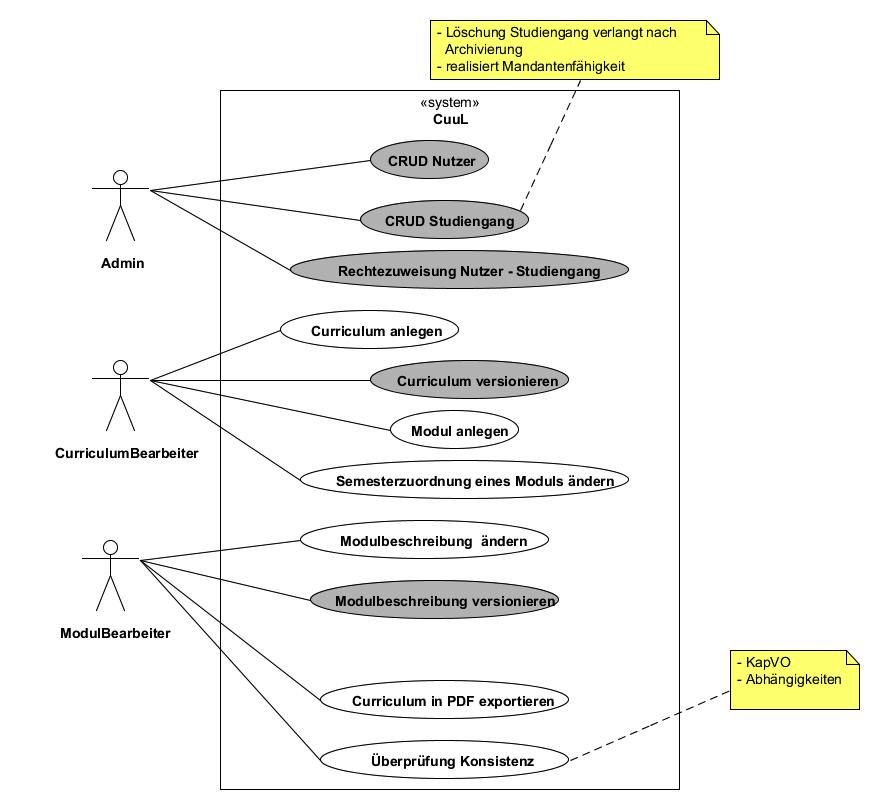 - Löschung Studiengang verlangt nach
Archivierung
- realisiert Mandantenfähigkeit
«system»
CuuL
CRUD Nutzer
CRUD Studiengang
Admin
Rechtezuweisung Nutzer - Studiengang
Curriculum anlegen
Curriculum versionieren
Modul anlegen
CurriculumBearbeiter
Semesterzuordnung eines Moduls ändern
Modulbeschreibung ändern
Modulbeschreibung versionieren
ModulBearbeiter
- KapVO
- Abhängigkeiten
Curriculum in PDF exportieren
Überprüfung Konsistenz